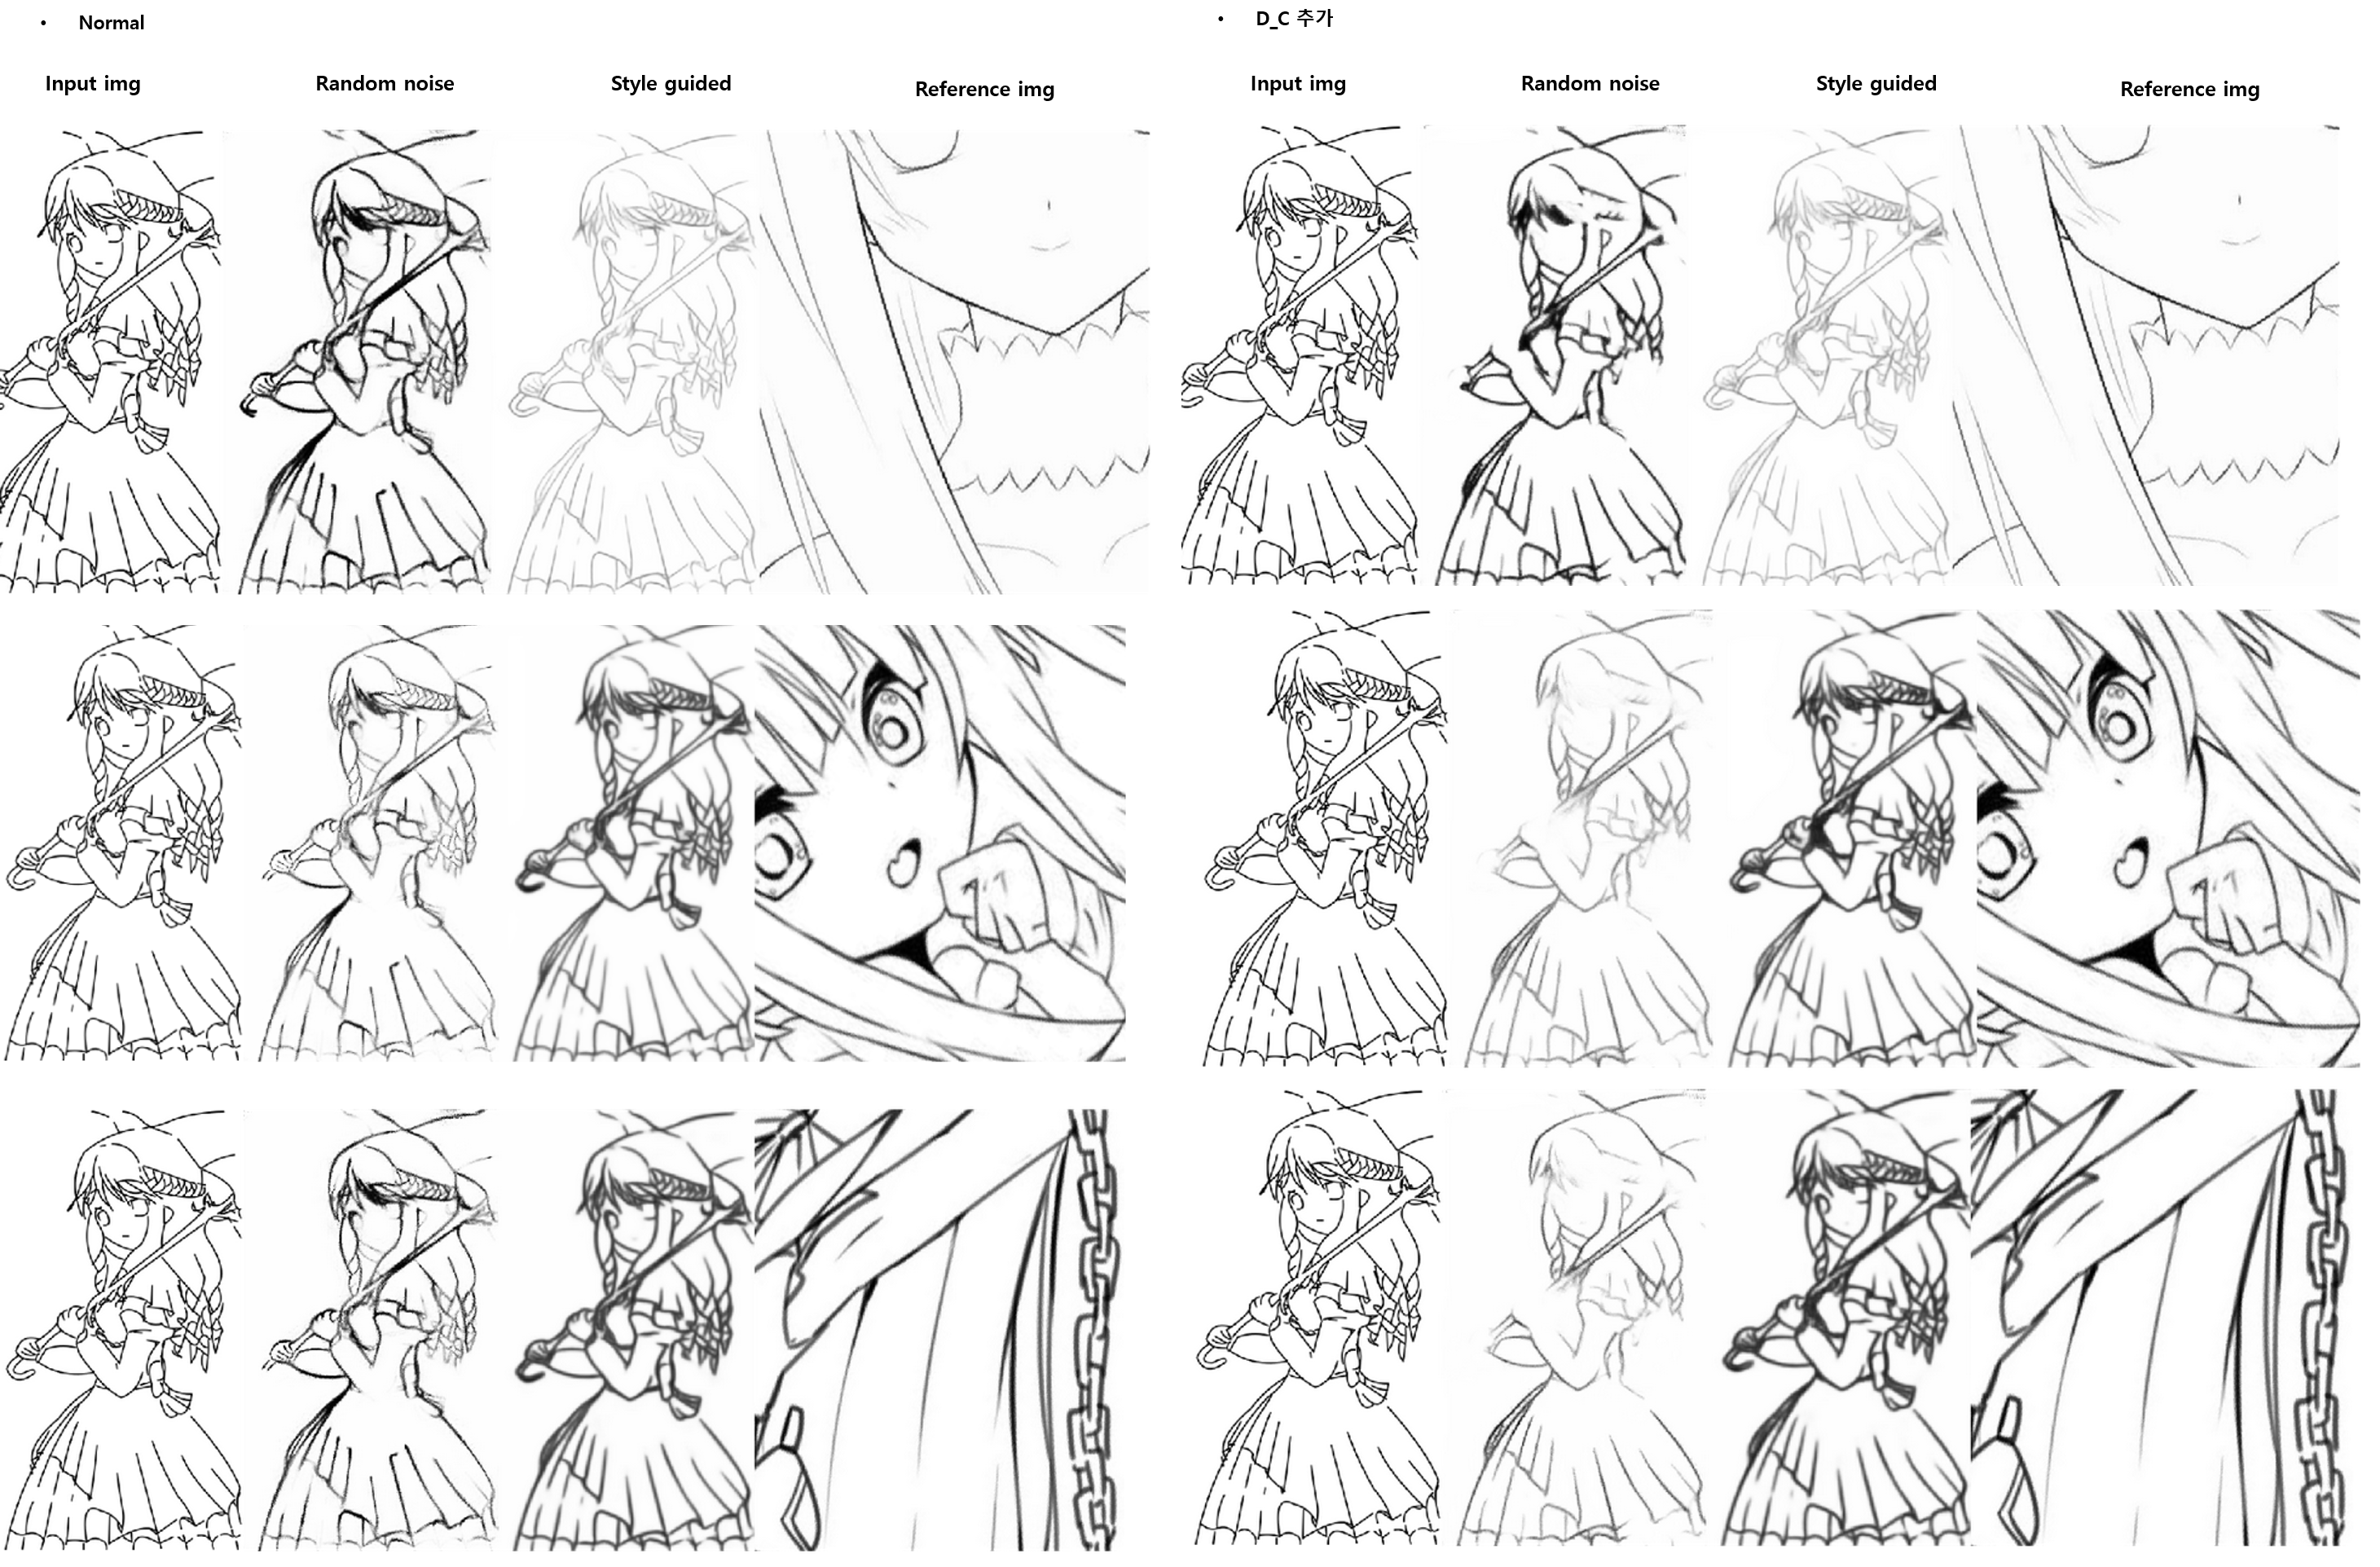 • Normal
Input img Random noise Style guided Reference img
• D_C 추가
Input img Random noise Style guided Reference img